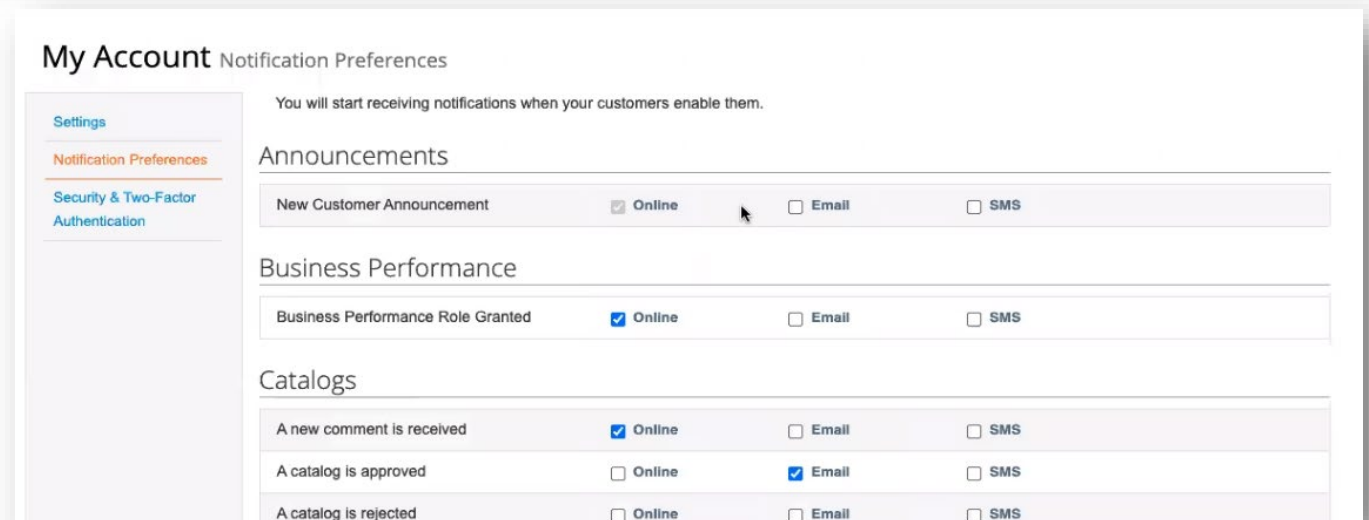 My Account Notification Preferences
Settings
Notification Preferences
Security & Two-Factor
Authentication
You will start receiving notifications when your customers enable them.
Announcements
New Customer Announcement Online Email SMS
Business Performance
Business Performance Role Granted Online Email SMS
Catalogs
A new comment is received Online Email SMS
A catalog is approved Online Email SMS
A catalog is rejected Online Email SMS